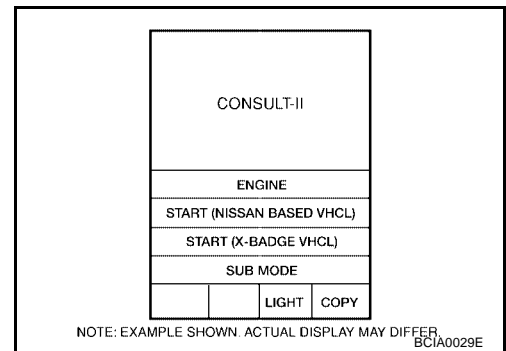 CONSULT-II
ENGINE
START (NISSAN BASED VHCL)
START (X-BADGE VHCL)
SUB MODE
LIGHT COPY
NOTE: EXAMPLE SHOWN. ACTUAL DISPLAY MAY DIFFER.
BCIA0029E